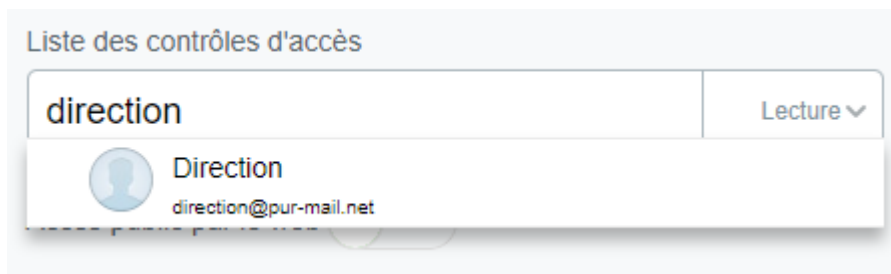 Liste des contrôles d'accès
direction
Lecture
Direction
direction@pur-mail.net